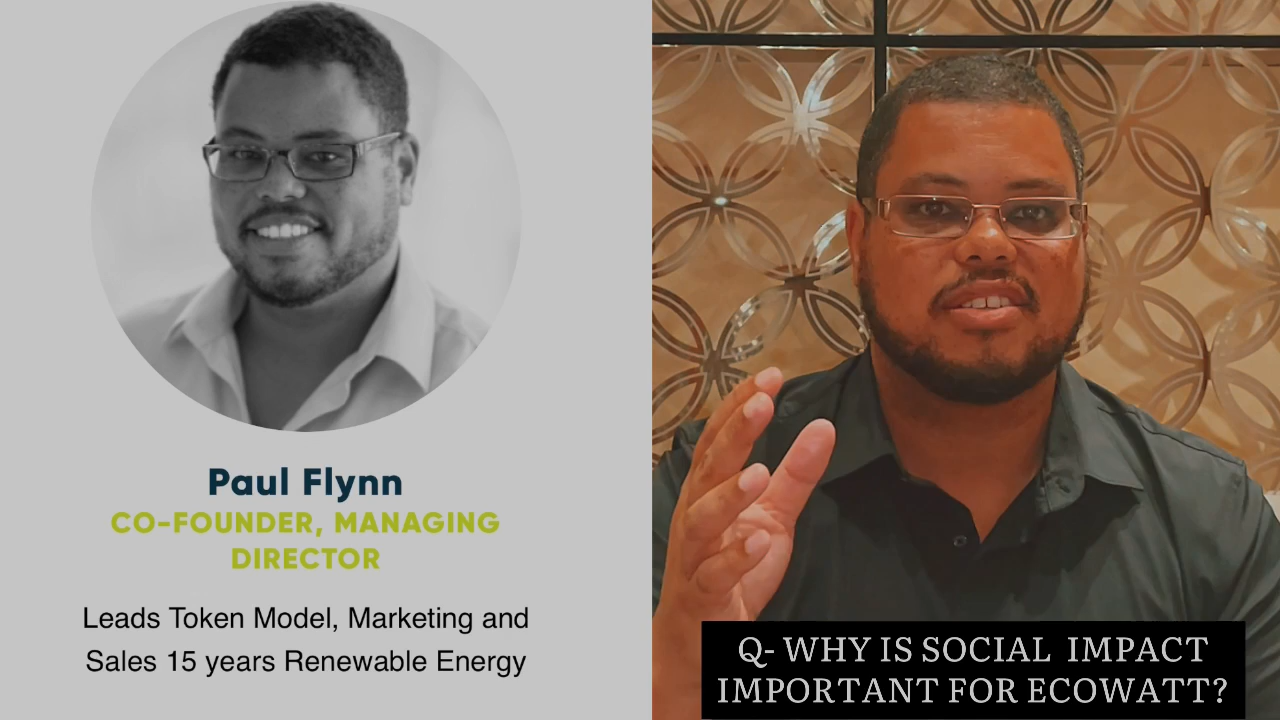 Paul Flynn
CO-FOUNDER, MANAGING
DIRECTOR
Leads Token Model, Marketing and
Sales 15 years Renewable Energy
Q- WHY IS SOCIAL IMPACT
IMPORTANT FOR ECOWATT?